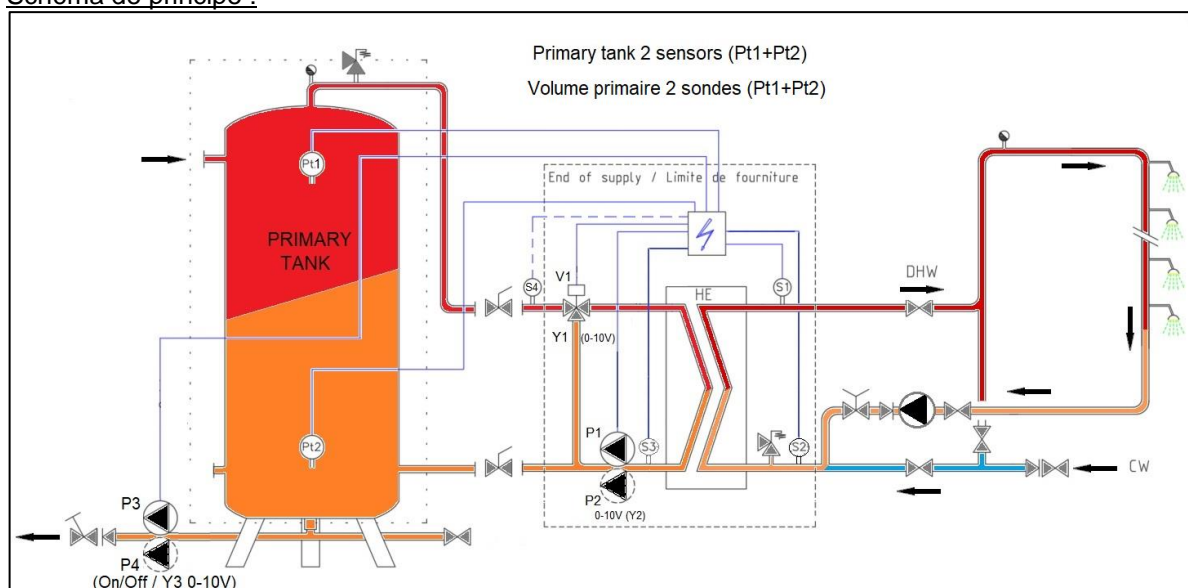 Schéma de principe :
Primary tank 2 sensors (Pt1+Pt2)
Volume primaire 2 sondes (Pt1+Pt2)
Pt1
End of supply / Limite de fourniture
PRIMARY
TANK
S4
V1
HE
S1
DHW
Y1 (0-10V)
P1
S3
S2
Pt2
CW
P2
0-10V (Y2)
P3
P4
(On/Off / Y3 0-10V)